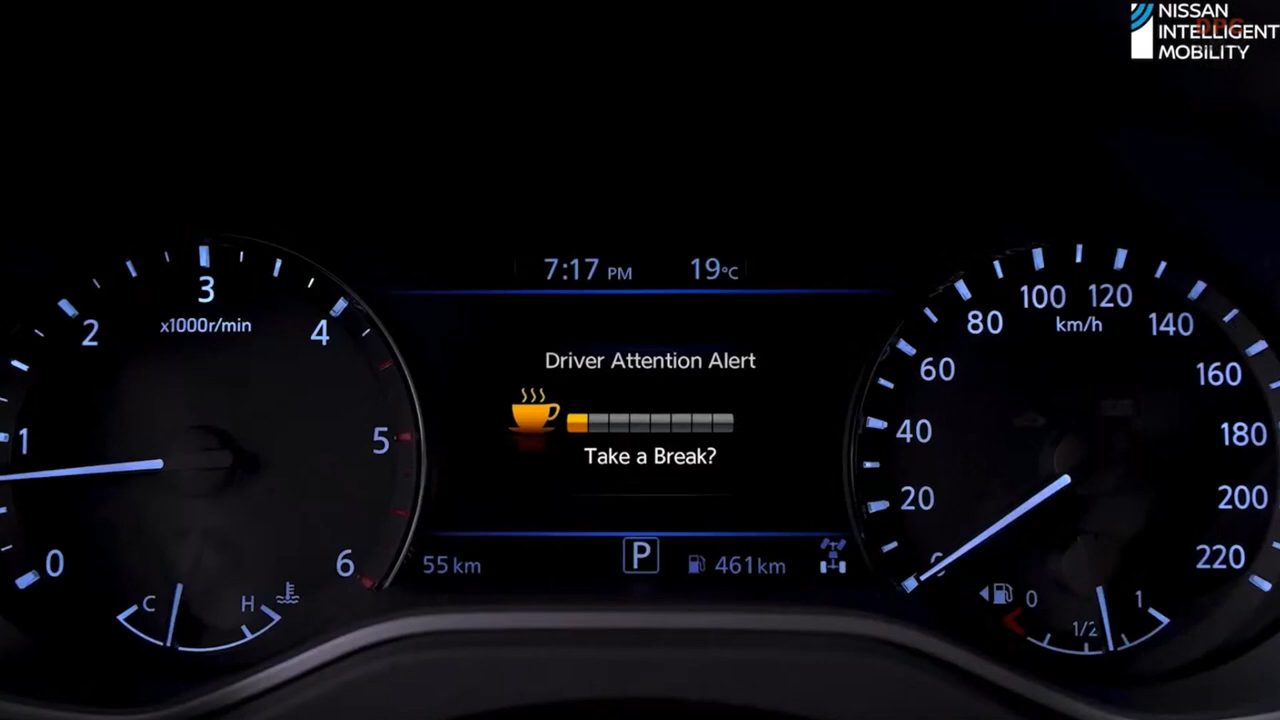 NISSAN
INTELLIGENT
MOBILITY
7:17 PM 19°C
Driver Attention Alert
Take a Break?
55 km P 461km
0 1 2 3 4 5 6
x1000r/min
C H
0 20 40 60 80 100 120 140 160 180 200 220
km/h
0 1/2 1